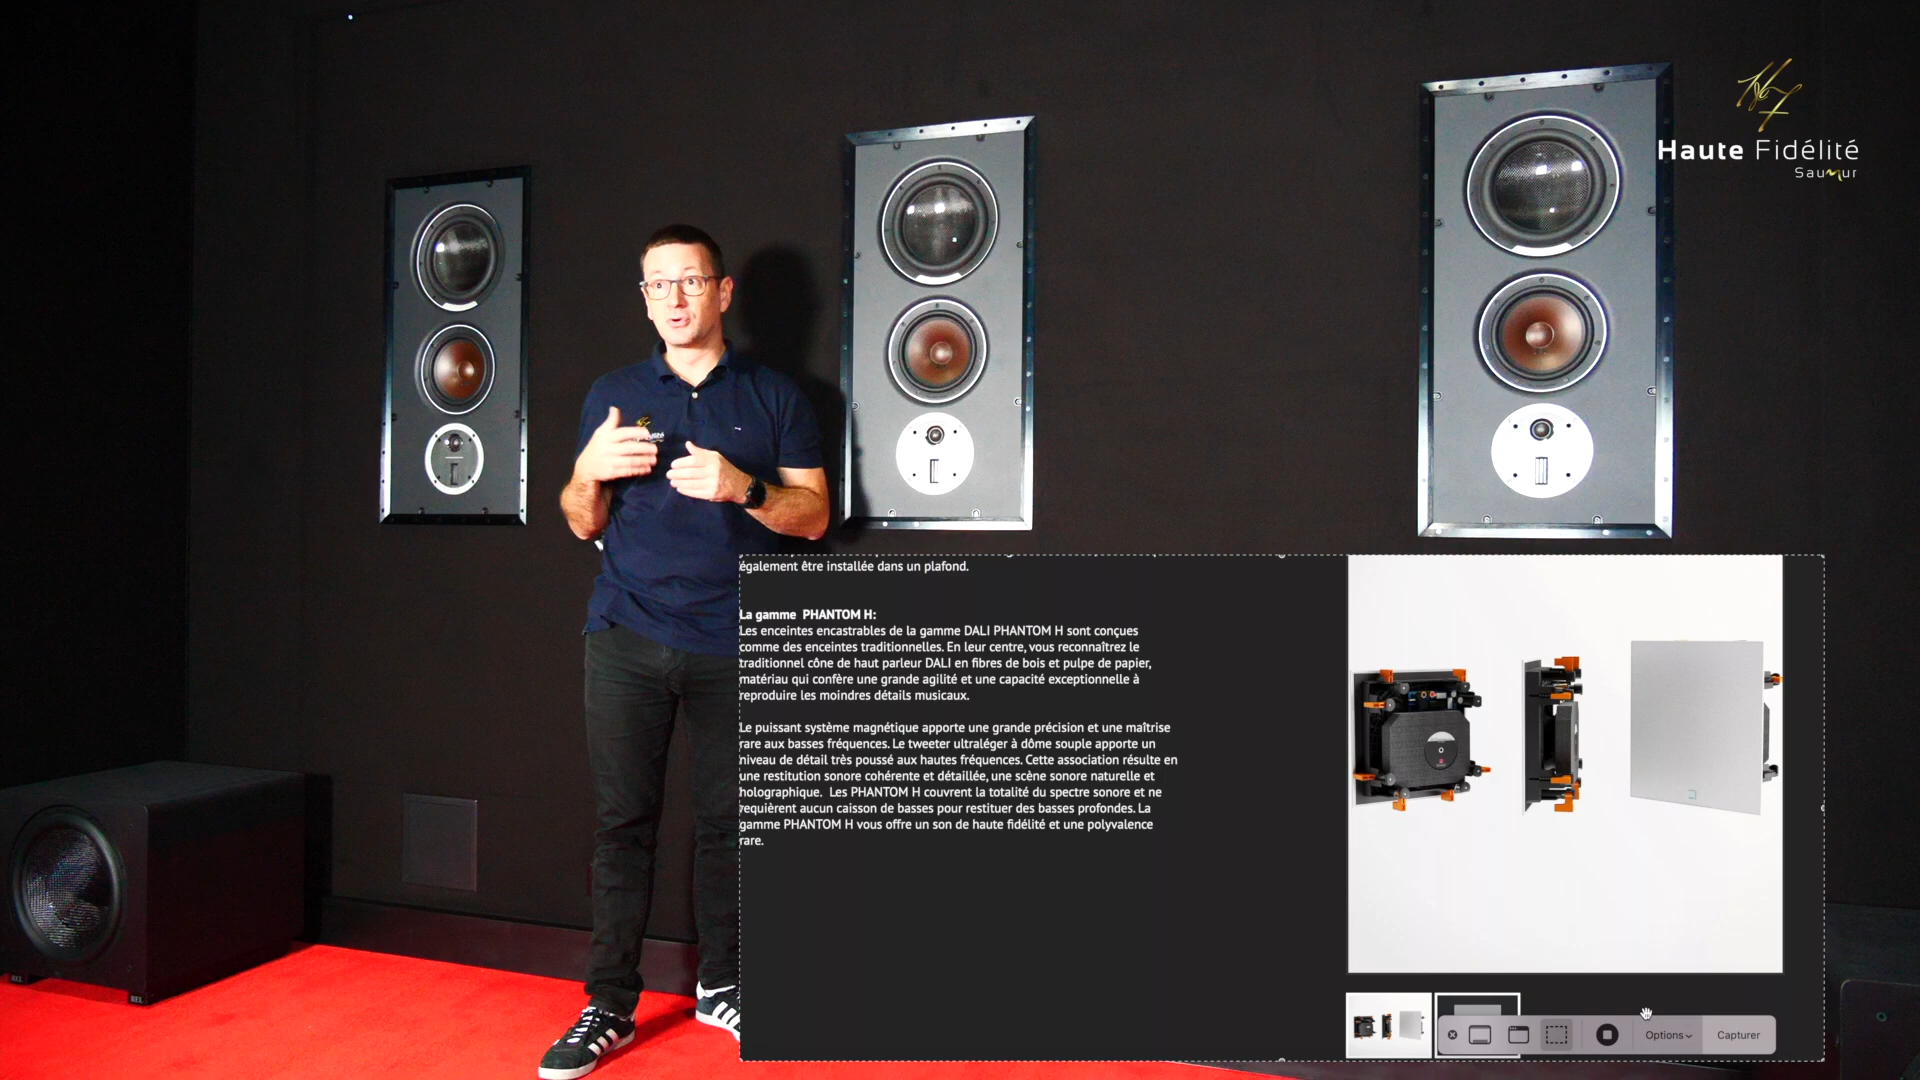 Haute Fidélité
Saumur
également être installée dans un plafond.
La gamme  PHANTOM H:
Les enceintes encastrables de la gamme DALI PHANTOM H sont conçues
comme des enceintes traditionnelles. En leur centre, vous reconnaîtrez le
traditionnel cône de haut parleur DALI en fibres de bois et pulpe de papier,
matériau qui confère une grande agilité et une capacité exceptionnelle à
reproduire les moindres détails musicaux.
Le puissant système magnétique apporte une grande précision et une maîtrise
rare aux basses fréquences. Le tweeter ultraléger à dôme souple apporte un
niveau de détail très poussé aux hautes fréquences. Cette association résulte en
une restitution sonore cohérente et détaillée, une scène sonore naturelle et
holographique.  Les PHANTOM H couvrent la totalité du spectre sonore et ne
requièrent aucun caisson de basses pour restituer des basses profondes. La
gamme PHANTOM H vous offre un son de haute fidélité et une polyvalence
rare.
REL
REL
Options
Capturer